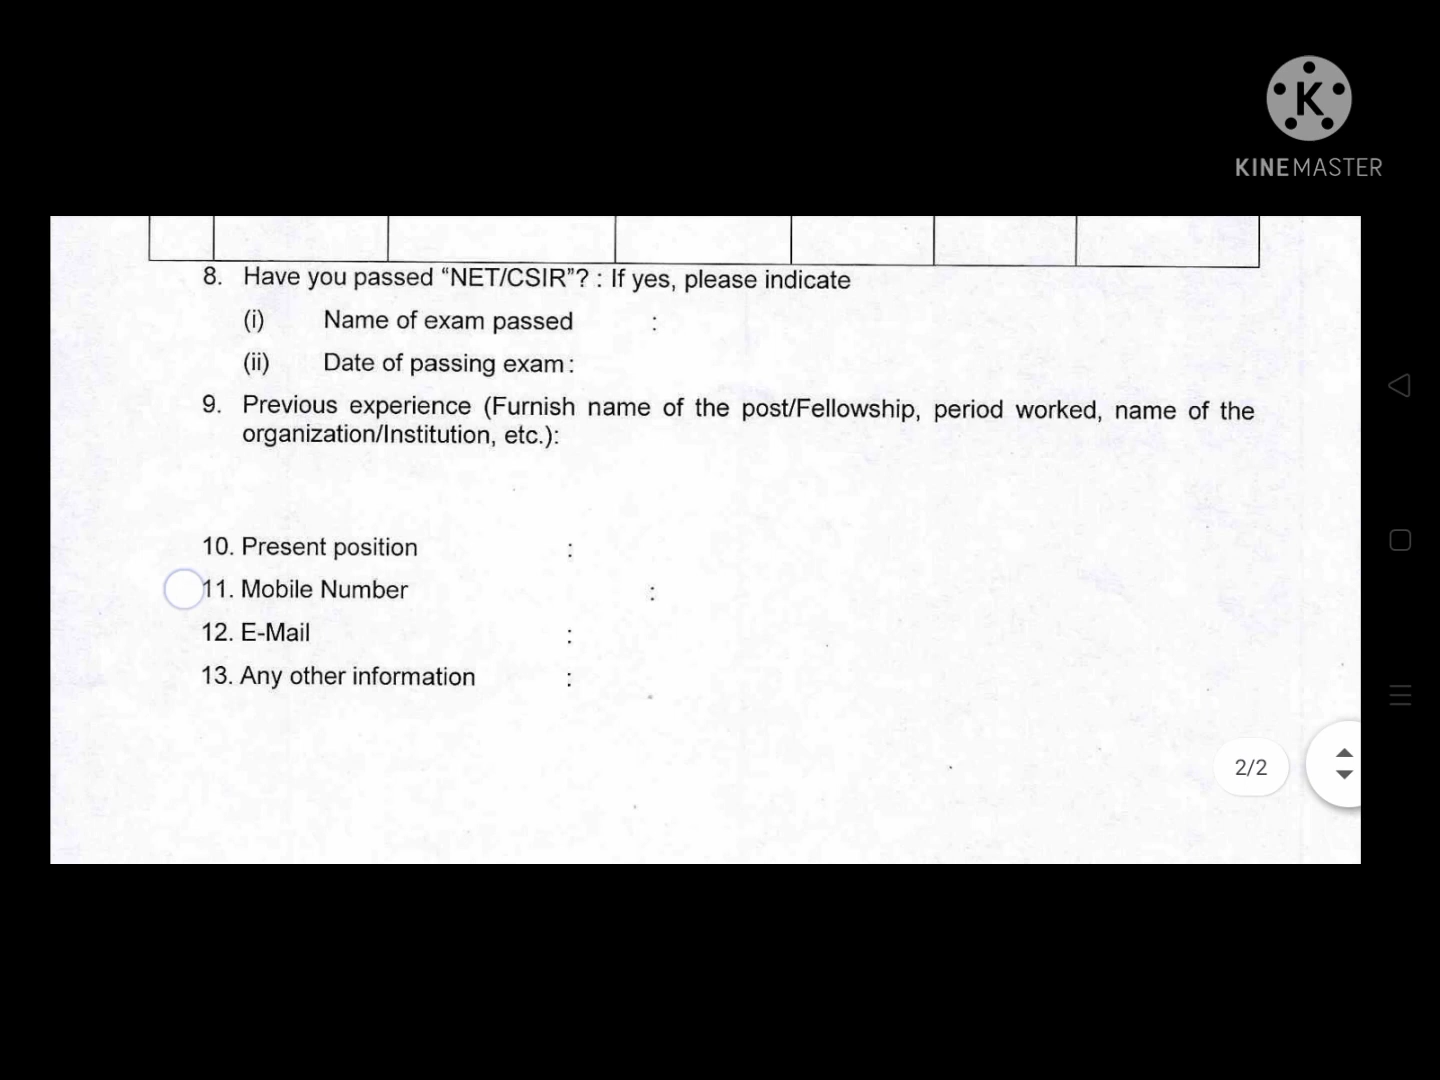 KINEMASTER
8. Have you passed “NET/CSIR”? : If yes, please indicate
(i) Name of exam passed :
(ii) Date of passing exam :
9. Previous experience (Furnish name of the post/Fellowship, period worked, name of the
organization/Institution, etc.):
10. Present position :
11. Mobile Number :
12. E-Mail :
13. Any other information :
2/2